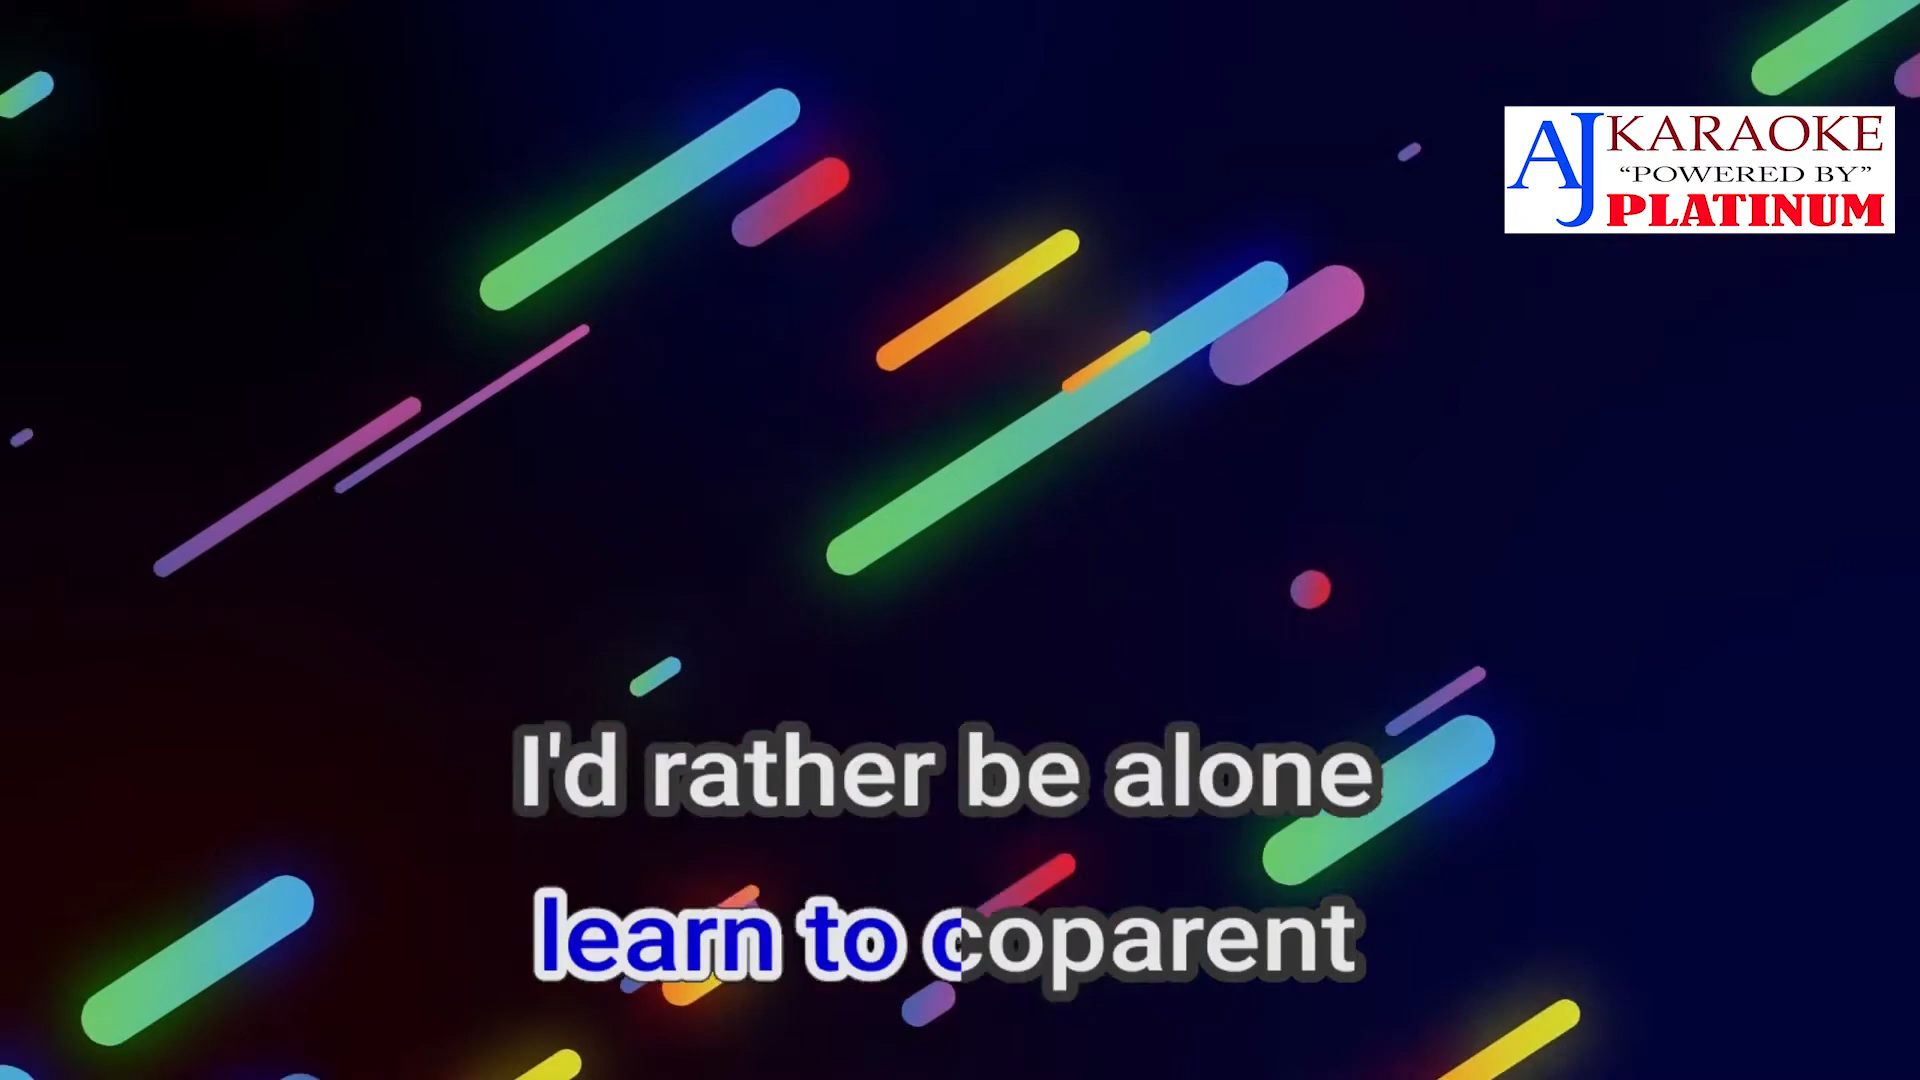 AJ KARAOKE
“POWERED BY”
PLATINUM
I'd rather be alone
learn to coparent